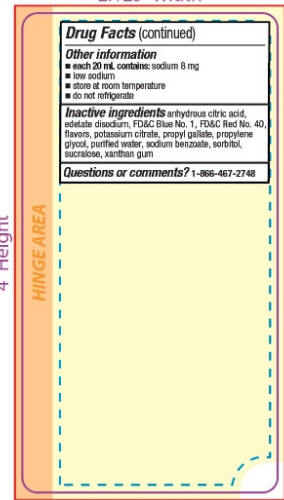 Drug Facts (continued)
Other information
■ each 20 mL contains: sodium 8 mg
■ low sodium
■ store at room temperature
■ do not refrigerate
Inactive ingredients anhydrous citric acid,
edetate disodium, FD&C Blue No. 1, FD&C Red No. 40,
flavors, potassium citrate, propyl gallate, propylene
glycol, purified water, sodium benzoate, sorbitol,
sucralose, xanthan gum
Questions or comments? 1-866-467-2748
HINGE AREA
4" Height